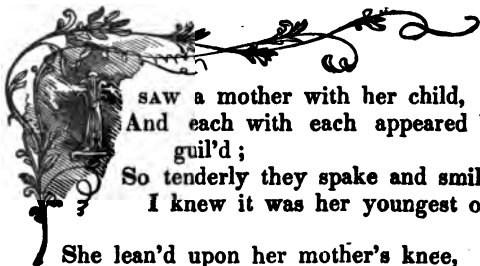 I saw a mother with her child,
And each with each appeared
guil'd;
So tenderly they spake and smil
I knew it was her youngest o
She lean'd upon her mother's knee,